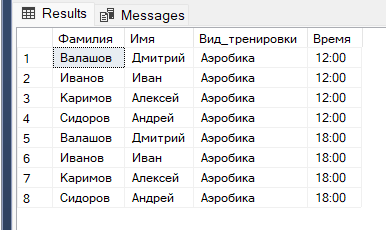 Results Messages
Фамилия Имя Вид_тренировки Время
1 Валашов Дмитрий Аэробика 12:00
2 Иванов Иван Аэробика 12:00
3 Каримов Алексей Аэробика 12:00
4 Сидоров Андрей Аэробика 12:00
5 Валашов Дмитрий Аэробика 18:00
6 Иванов Иван Аэробика 18:00
7 Каримов Алексей Аэробика 18:00
8 Сидоров Андрей Аэробика 18:00